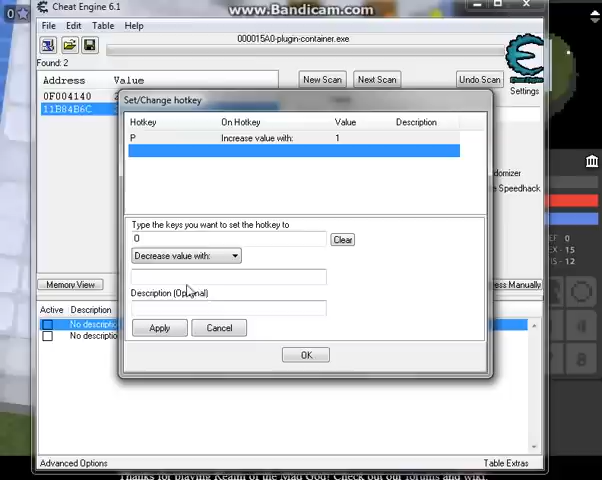 www.Bandicam.com
Cheat Engine 6.1
File Edit Table Help
000015A0-plugin-container.exe
Found: 2
Address Value
New Scan Next Scan Undo Scan
0F004140
11B84B6C
Settings
Set/Change hotkey
Hotkey On Hotkey Value Description
P Increase value with: 1
Type the keys you want to set the hotkey to
O
Clear
Decrease value with:
Description (Optional)
Apply Cancel
OK
Memory View
Speedhack
Manually
Active Description
No descriptio
No descriptio
Advanced Options Table Extras
Thanks for playing Realm of the Mad God! Check out our forums and wiki.